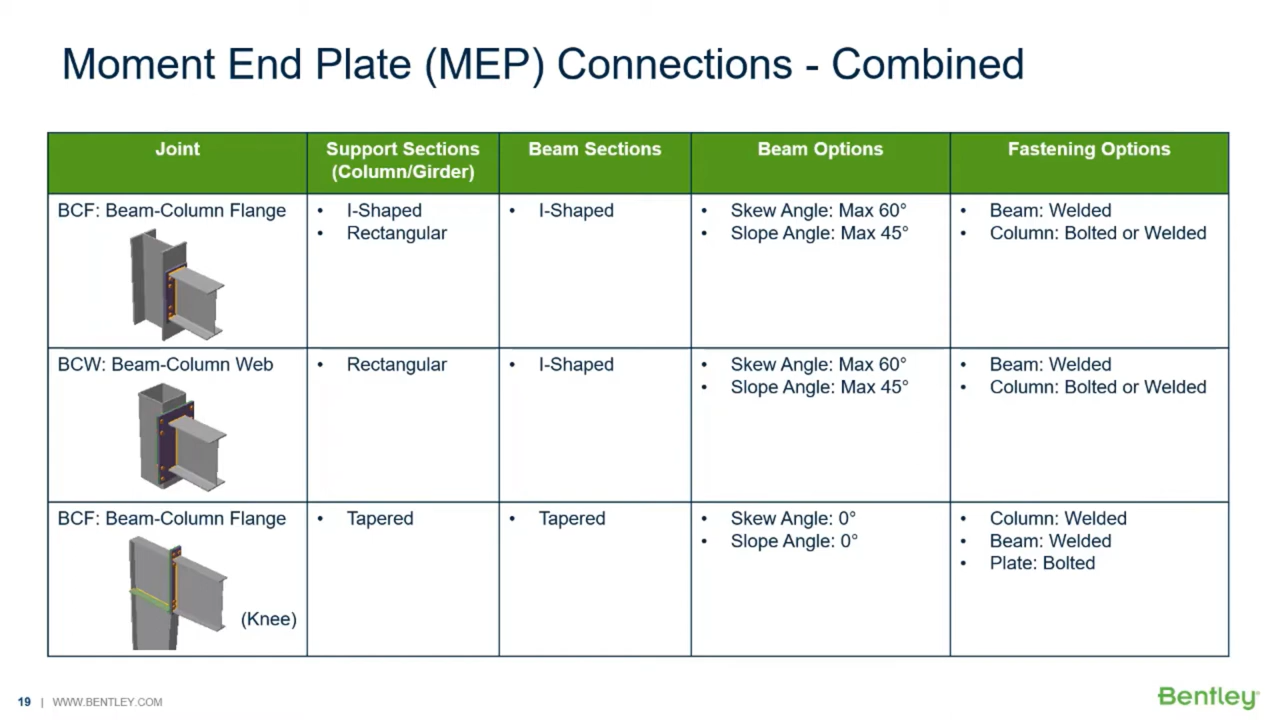 Moment End Plate (MEP) Connections - Combined
Joint
Support Sections
(Column/Girder)
Beam Sections
Beam Options
Fastening Options
BCF: Beam-Column Flange
• I-Shaped
• Rectangular
• I-Shaped
• Skew Angle: Max 60°
• Slope Angle: Max 45°
• Beam: Welded
• Column: Bolted or Welded
BCW: Beam-Column Web
• Rectangular
• I-Shaped
• Skew Angle: Max 60°
• Slope Angle: Max 45°
• Beam: Welded
• Column: Bolted or Welded
BCF: Beam-Column Flange
(Knee)
• Tapered
• Tapered
• Skew Angle: 0°
• Slope Angle: 0°
• Column: Welded
• Beam: Welded
• Plate: Bolted
19 | WWW.BENTLEY.COM
Bentley